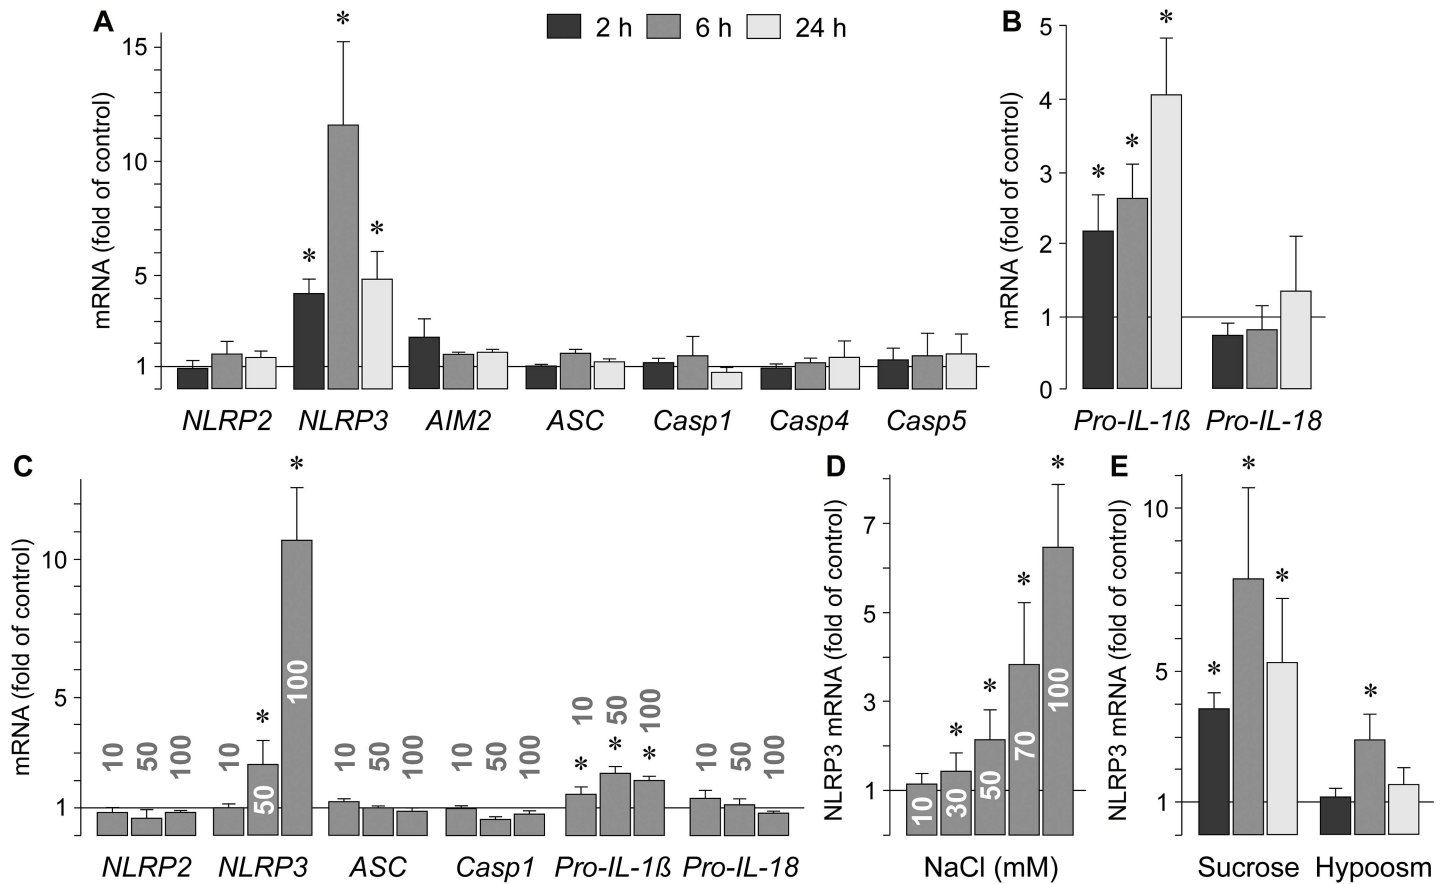 A
2 h 6 h 24 h
mRNA (fold of control)
15
10
5
1
*
*
*
NLRP2 NLRP3 AIM2 ASC Casp1 Casp4 Casp5
B
mRNA (fold of control)
5
4
3
2
1
0
* * *
Pro-IL-1ß Pro-IL-18
C
mRNA (fold of control)
10
5
1
10 50 100
10 50 100
10 50 100
10 50 100
10 50 100
10 50 100
* *
* * *
NLRP2 NLRP3 ASC Casp1 Pro-IL-1ß Pro-IL-18
D
NLRP3 mRNA (fold of control)
7
5
3
1
* * * *
10 30 50 70 100
NaCl (mM)
E
NLRP3 mRNA (fold of control)
10
5
1
* * *
*
Sucrose Hypoosm